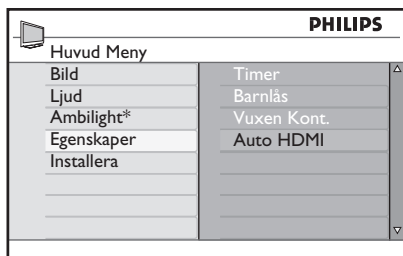 PHILIPS
Huvud Meny
Bild
Ljud
Ambilight*
Egenskaper
Installera
Timer
Barnlås
Vuxen Kont.
Auto HDMI